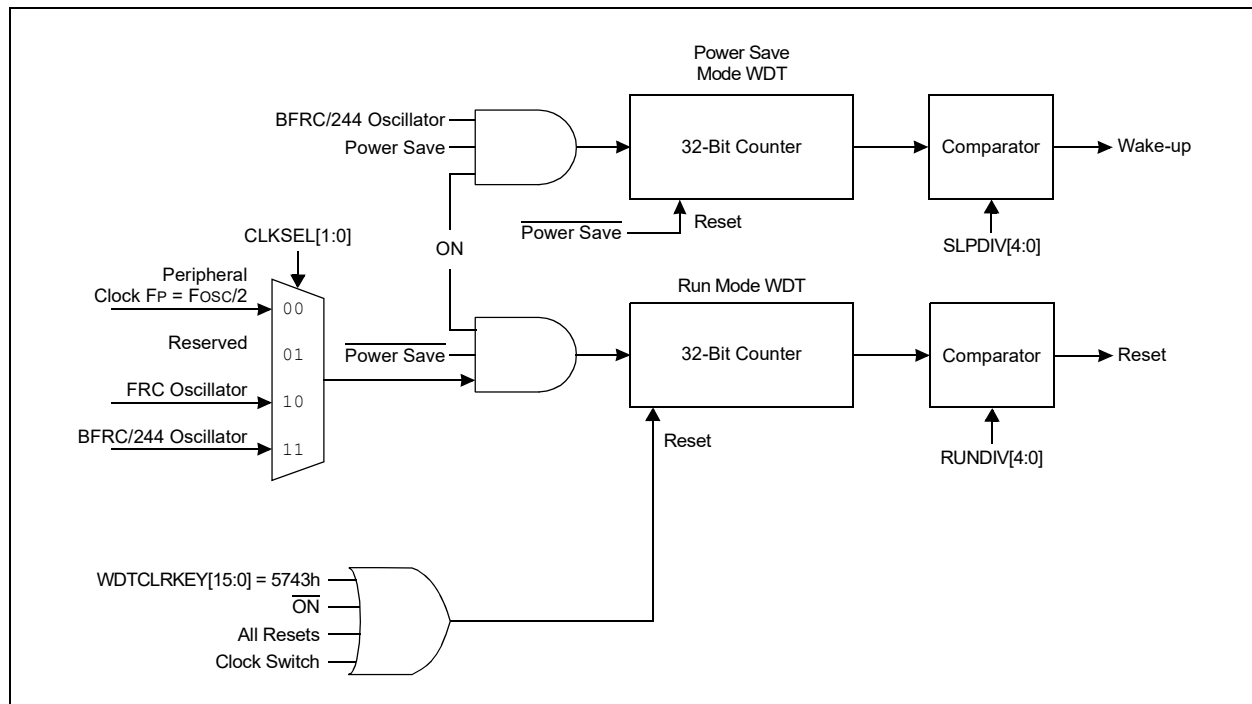 Power Save
Mode WDT
BFRC/244 Oscillator
Power Save
32-Bit Counter
Comparator
Wake-up
Power Save
Reset
SLPDIV[4:0]
ON
CLKSEL[1:0]
Peripheral
Clock FP = FOSC/2
00
Reserved
01
FRC Oscillator
10
BFRC/244 Oscillator
11
Run Mode WDT
Power Save
32-Bit Counter
Comparator
Reset
Reset
RUNDIV[4:0]
WDTCLRKEY[15:0] = 5743h
ON
All Resets
Clock Switch